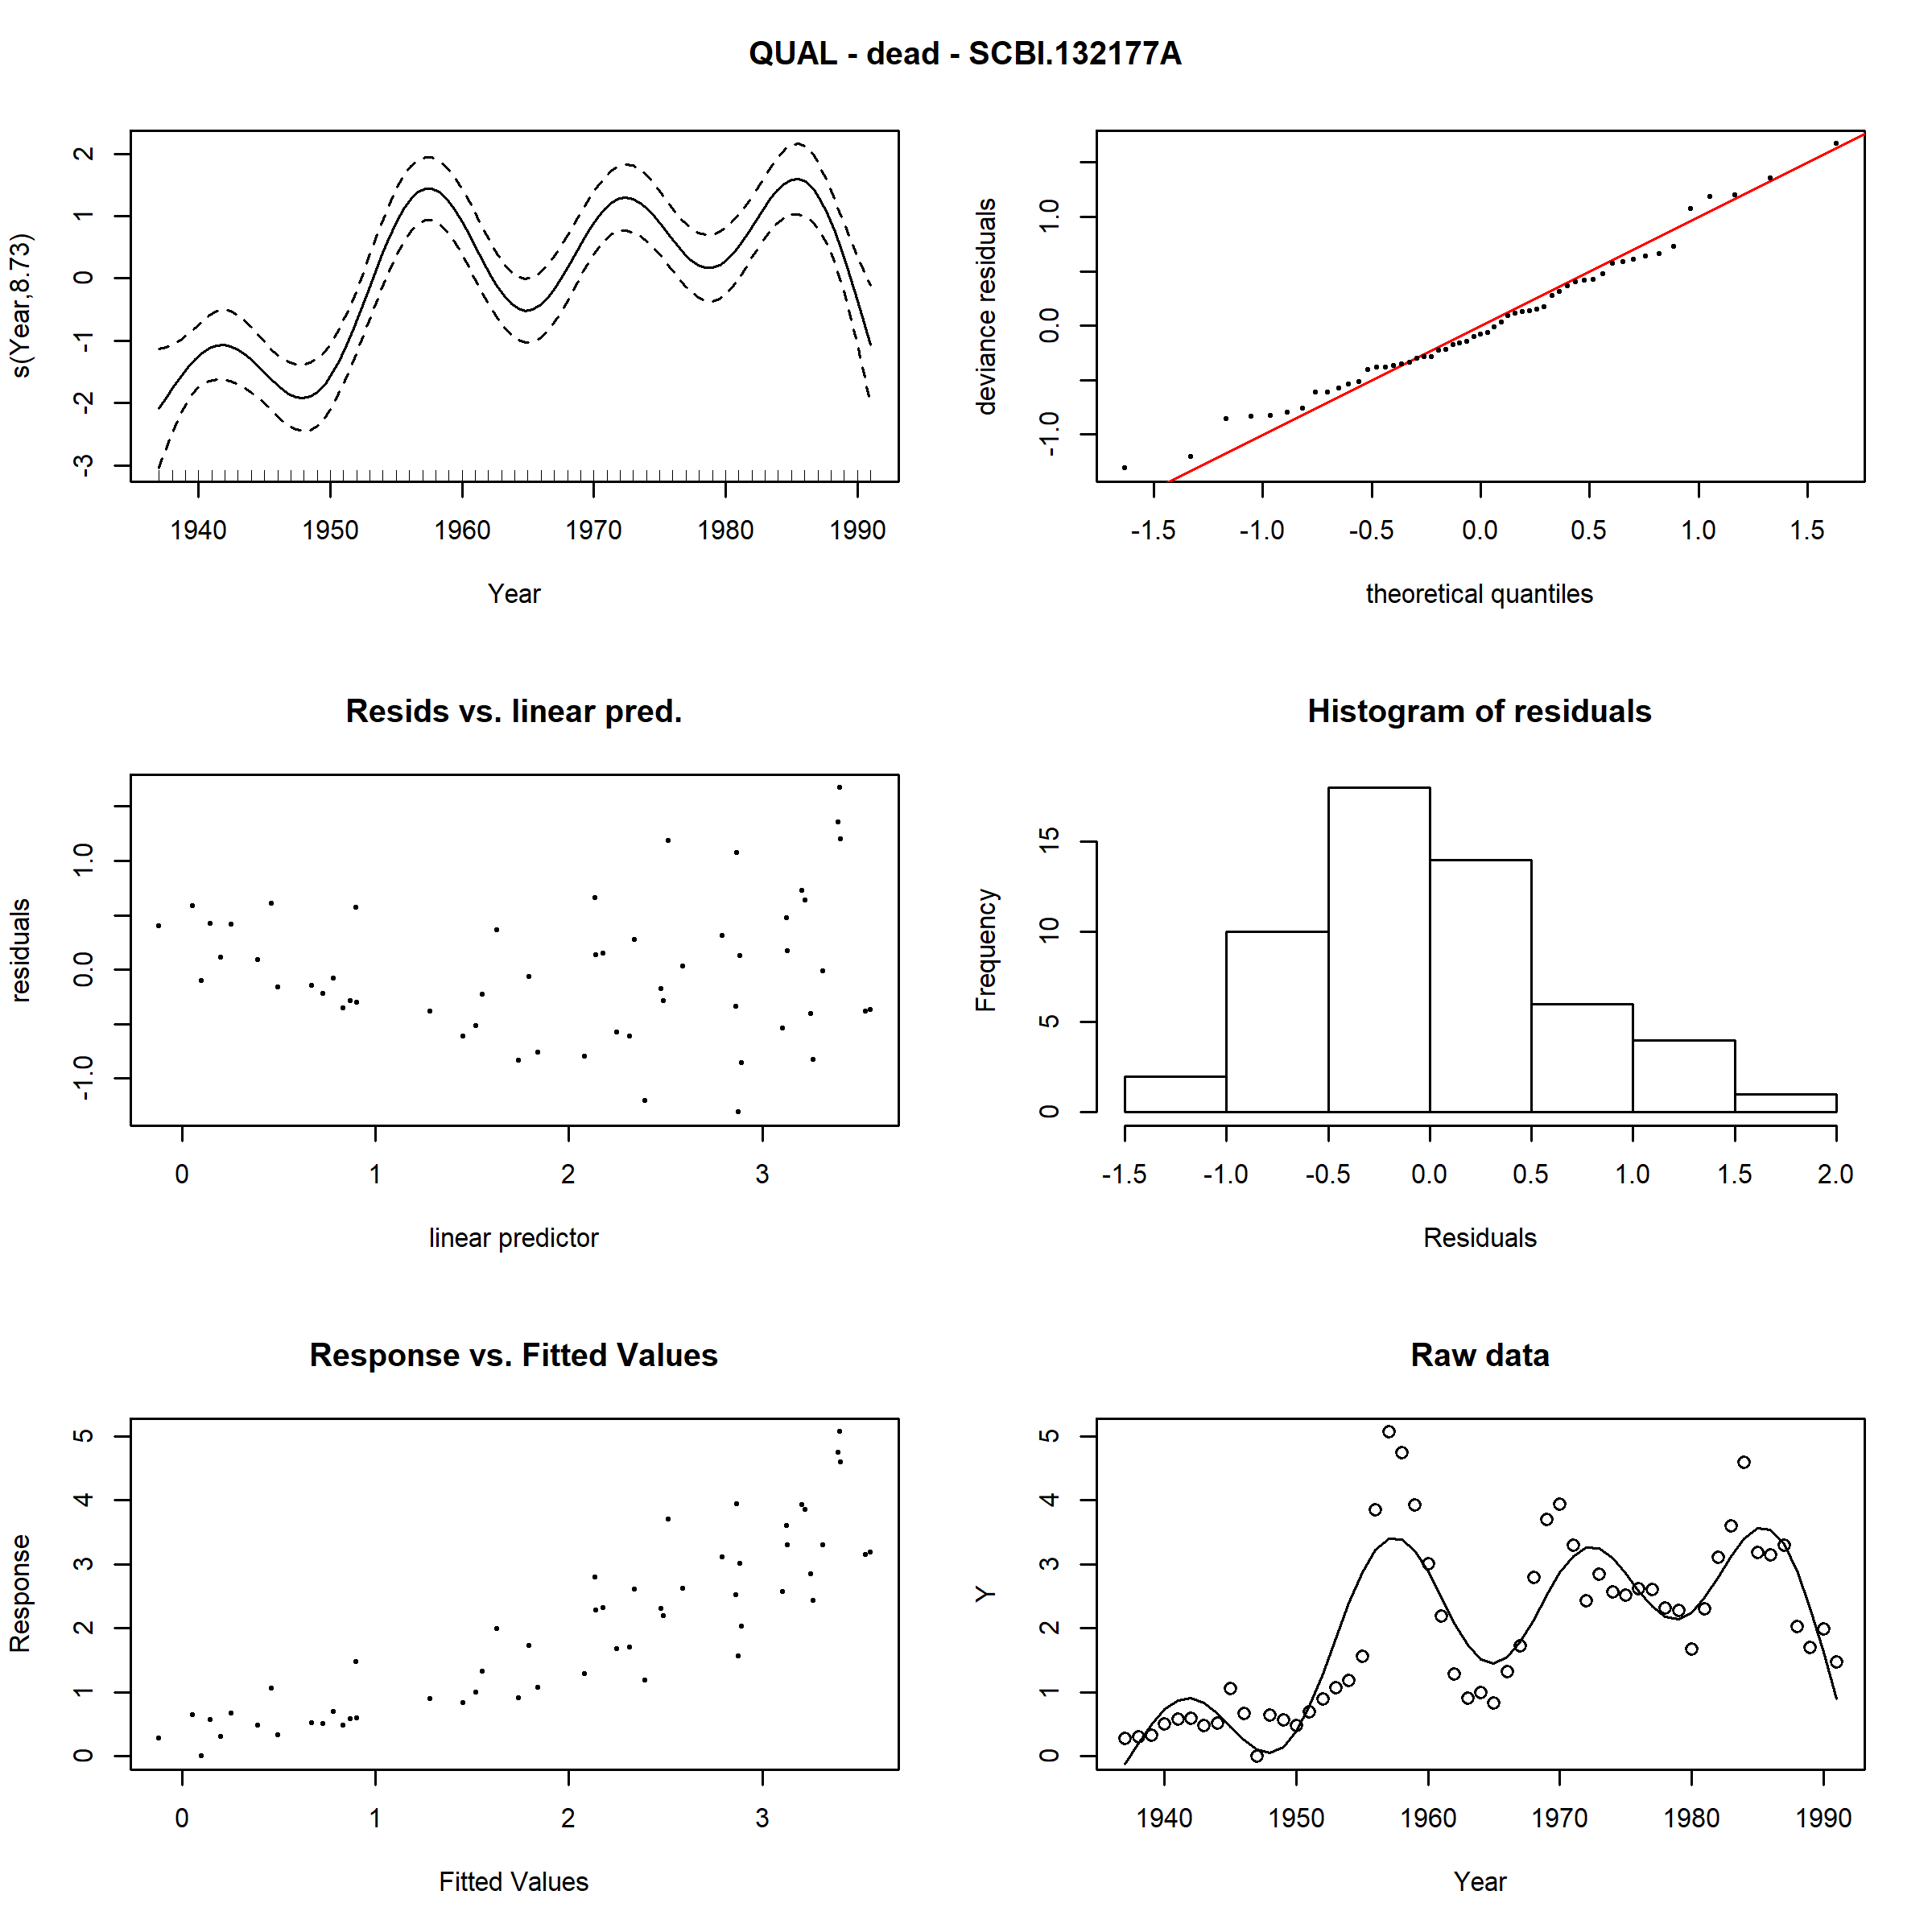 QUAL - dead - SCBI.132177A
s(Year,8.73)
2
1
0
-1
-2
-3
1940 1950 1960 1970 1980 1990
Year
deviance residuals
1.0
0.0
-1.0
-1.5 -1.0 -0.5 0.0 0.5 1.0 1.5
theoretical quantiles
Resids vs. linear pred.
residuals
1.0
0.0
-1.0
0 1 2 3
linear predictor
Histogram of residuals
Frequency
15
10
5
0
-1.5 -1.0 -0.5 0.0 0.5 1.0 1.5 2.0
Residuals
Response vs. Fitted Values
Response
5
4
3
2
1
0
0 1 2 3
Fitted Values
Raw data
Y
5
4
3
2
1
0
1940 1950 1960 1970 1980 1990
Year